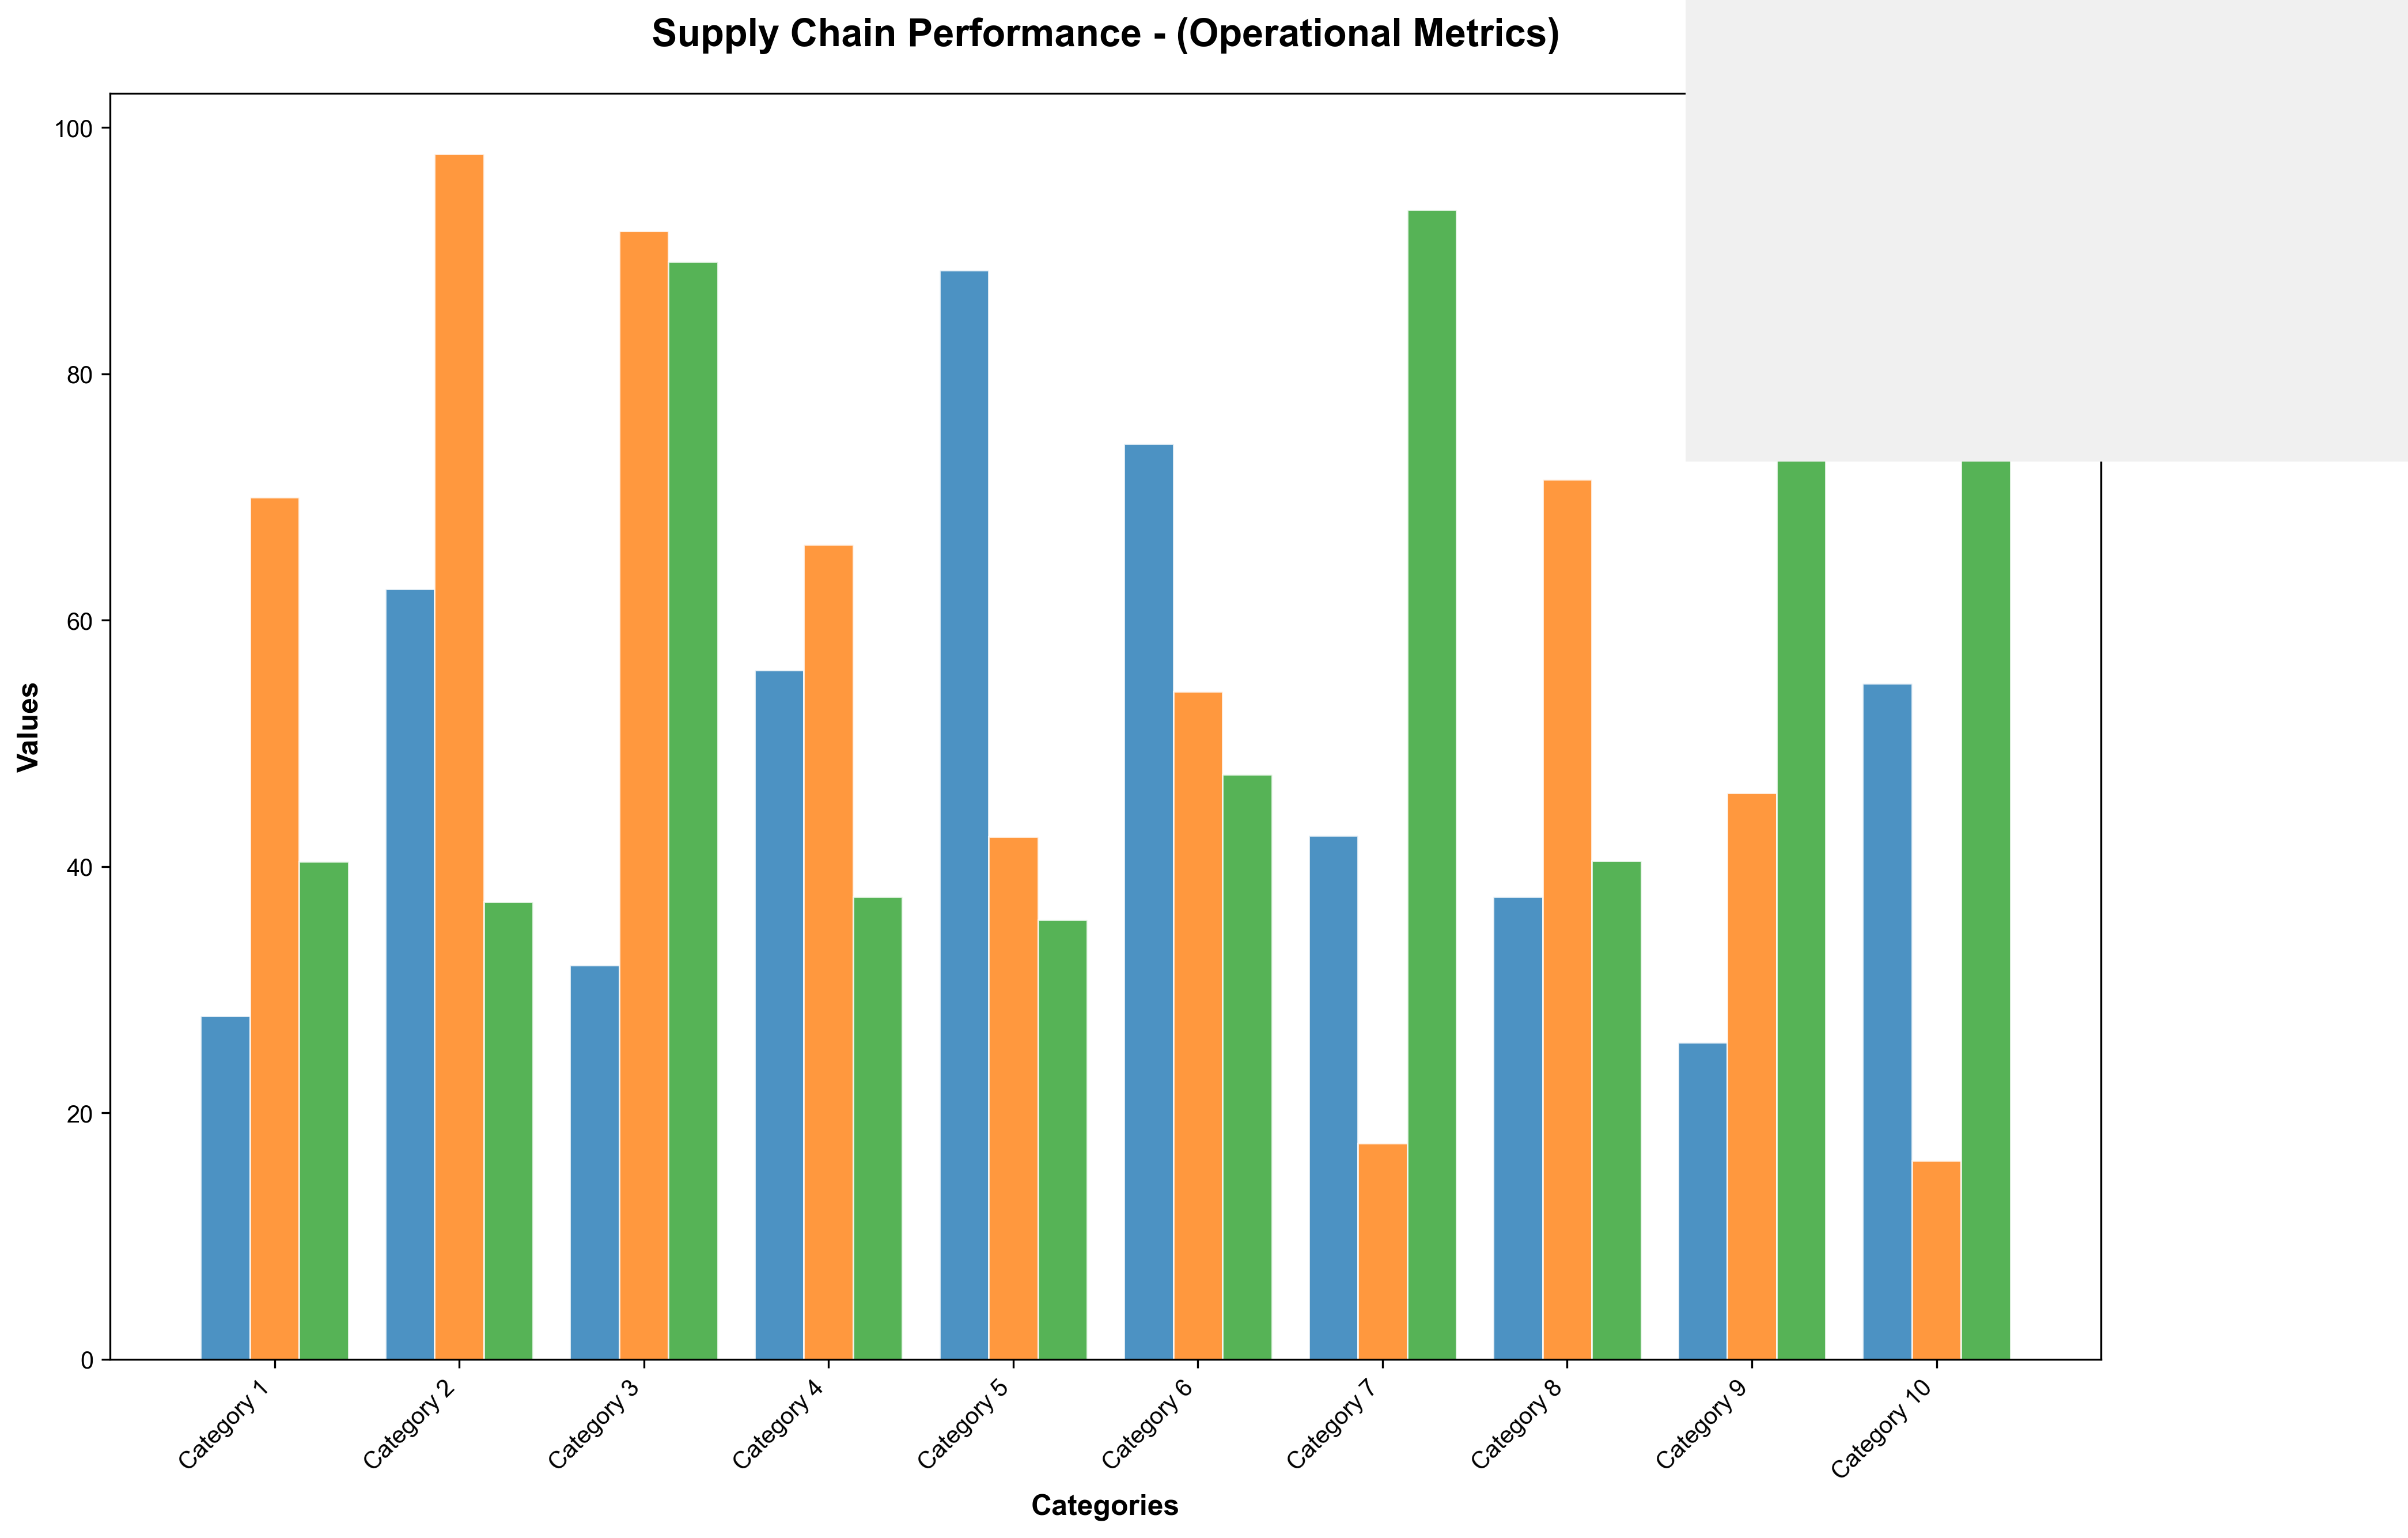 Supply Chain Performance - (Operational Metrics)
100
80
60
40
20
0
Values
Category 1
Category 2
Category 3
Category 4
Category 5
Category 6
Category 7
Category 8
Category 9
Category 10
Categories